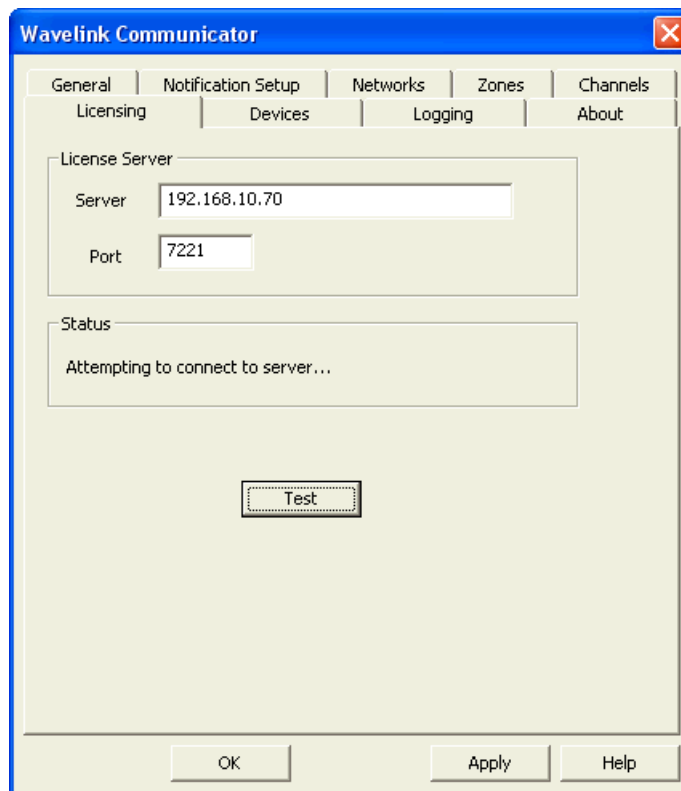 Wavelink Communicator
General Notification Setup Networks Zones Channels
Licensing Devices Logging About
License Server
Server 192.168.10.70
Port 7221
Status
Attempting to connect to server...
Test
OK Apply Help